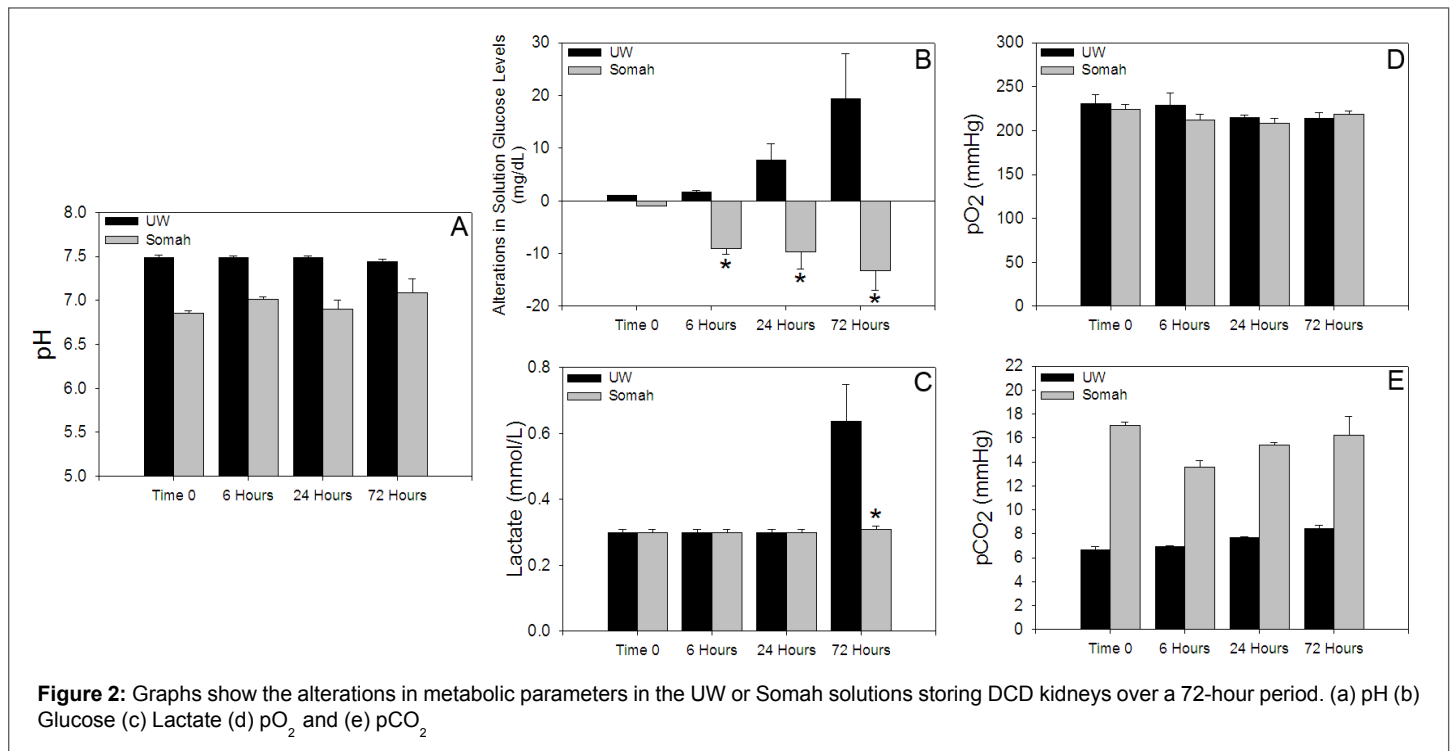 A
UW
Somah
8.0
7.5
7.0
6.5
6.0
5.5
5.0
pH
Time 0 6 Hours 24 Hours 72 Hours
B
UW
Somah
30
20
10
0
-10
-20
Alterations in Solution Glucose Levels
(mg/dL)
* * *
Time 0 6 Hours 24 Hours 72 Hours
C
UW
Somah
0.8
0.6
0.4
0.2
0.0
Lactate (mmol/L)
*
Time 0 6 Hours 24 Hours 72 Hours
D
UW
Somah
300
250
200
150
100
50
0
pO2 (mmHg)
Time 0 6 Hours 24 Hours 72 Hours
E
UW
Somah
22
20
18
16
14
12
10
8
6
4
2
0
pCO2 (mmHg)
Time 0 6 Hours 24 Hours 72 Hours
Figure 2: Graphs show the alterations in metabolic parameters in the UW or Somah solutions storing DCD kidneys over a 72-hour period. (a) pH (b)
Glucose (c) Lactate (d) pO2 and (e) pCO2